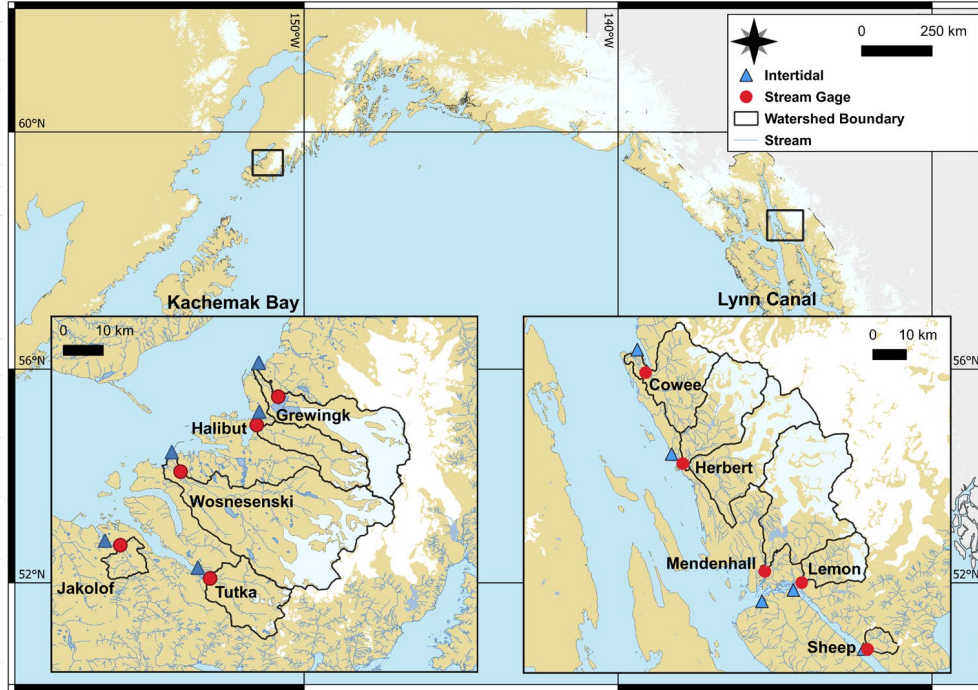 150°W
140°W
0 250 km
Intertidal
Stream Gage
Watershed Boundary
Stream
60°N
Kachemak Bay
Lynn Canal
0 10 km
0 10 km
56°N
56°N
Cowee
Grewingk
Halibut
Herbert
Wosnesenski
Mendenhall
Lemon
52°N
52°N
Jakolof
Tutka
Sheep